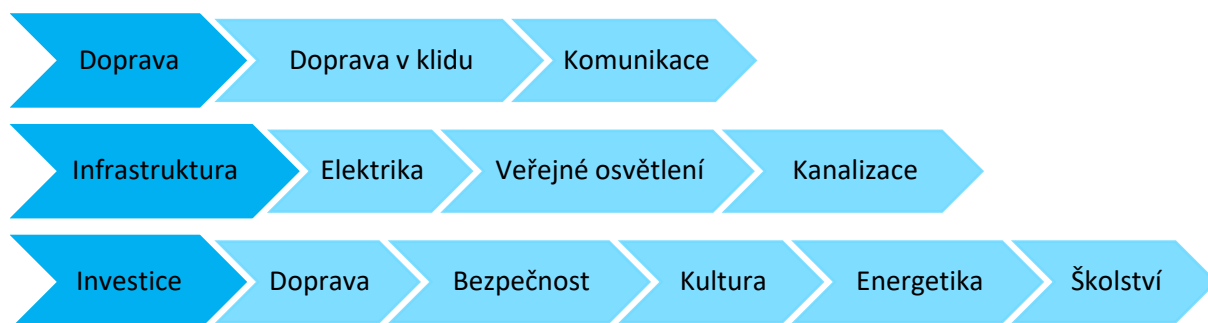 Doprava Doprava v klidu Komunikace
Infrastruktura Elektrika Veřejné osvětlení Kanalizace
Investice Doprava Bezpečnost Kultura Energetika Školství